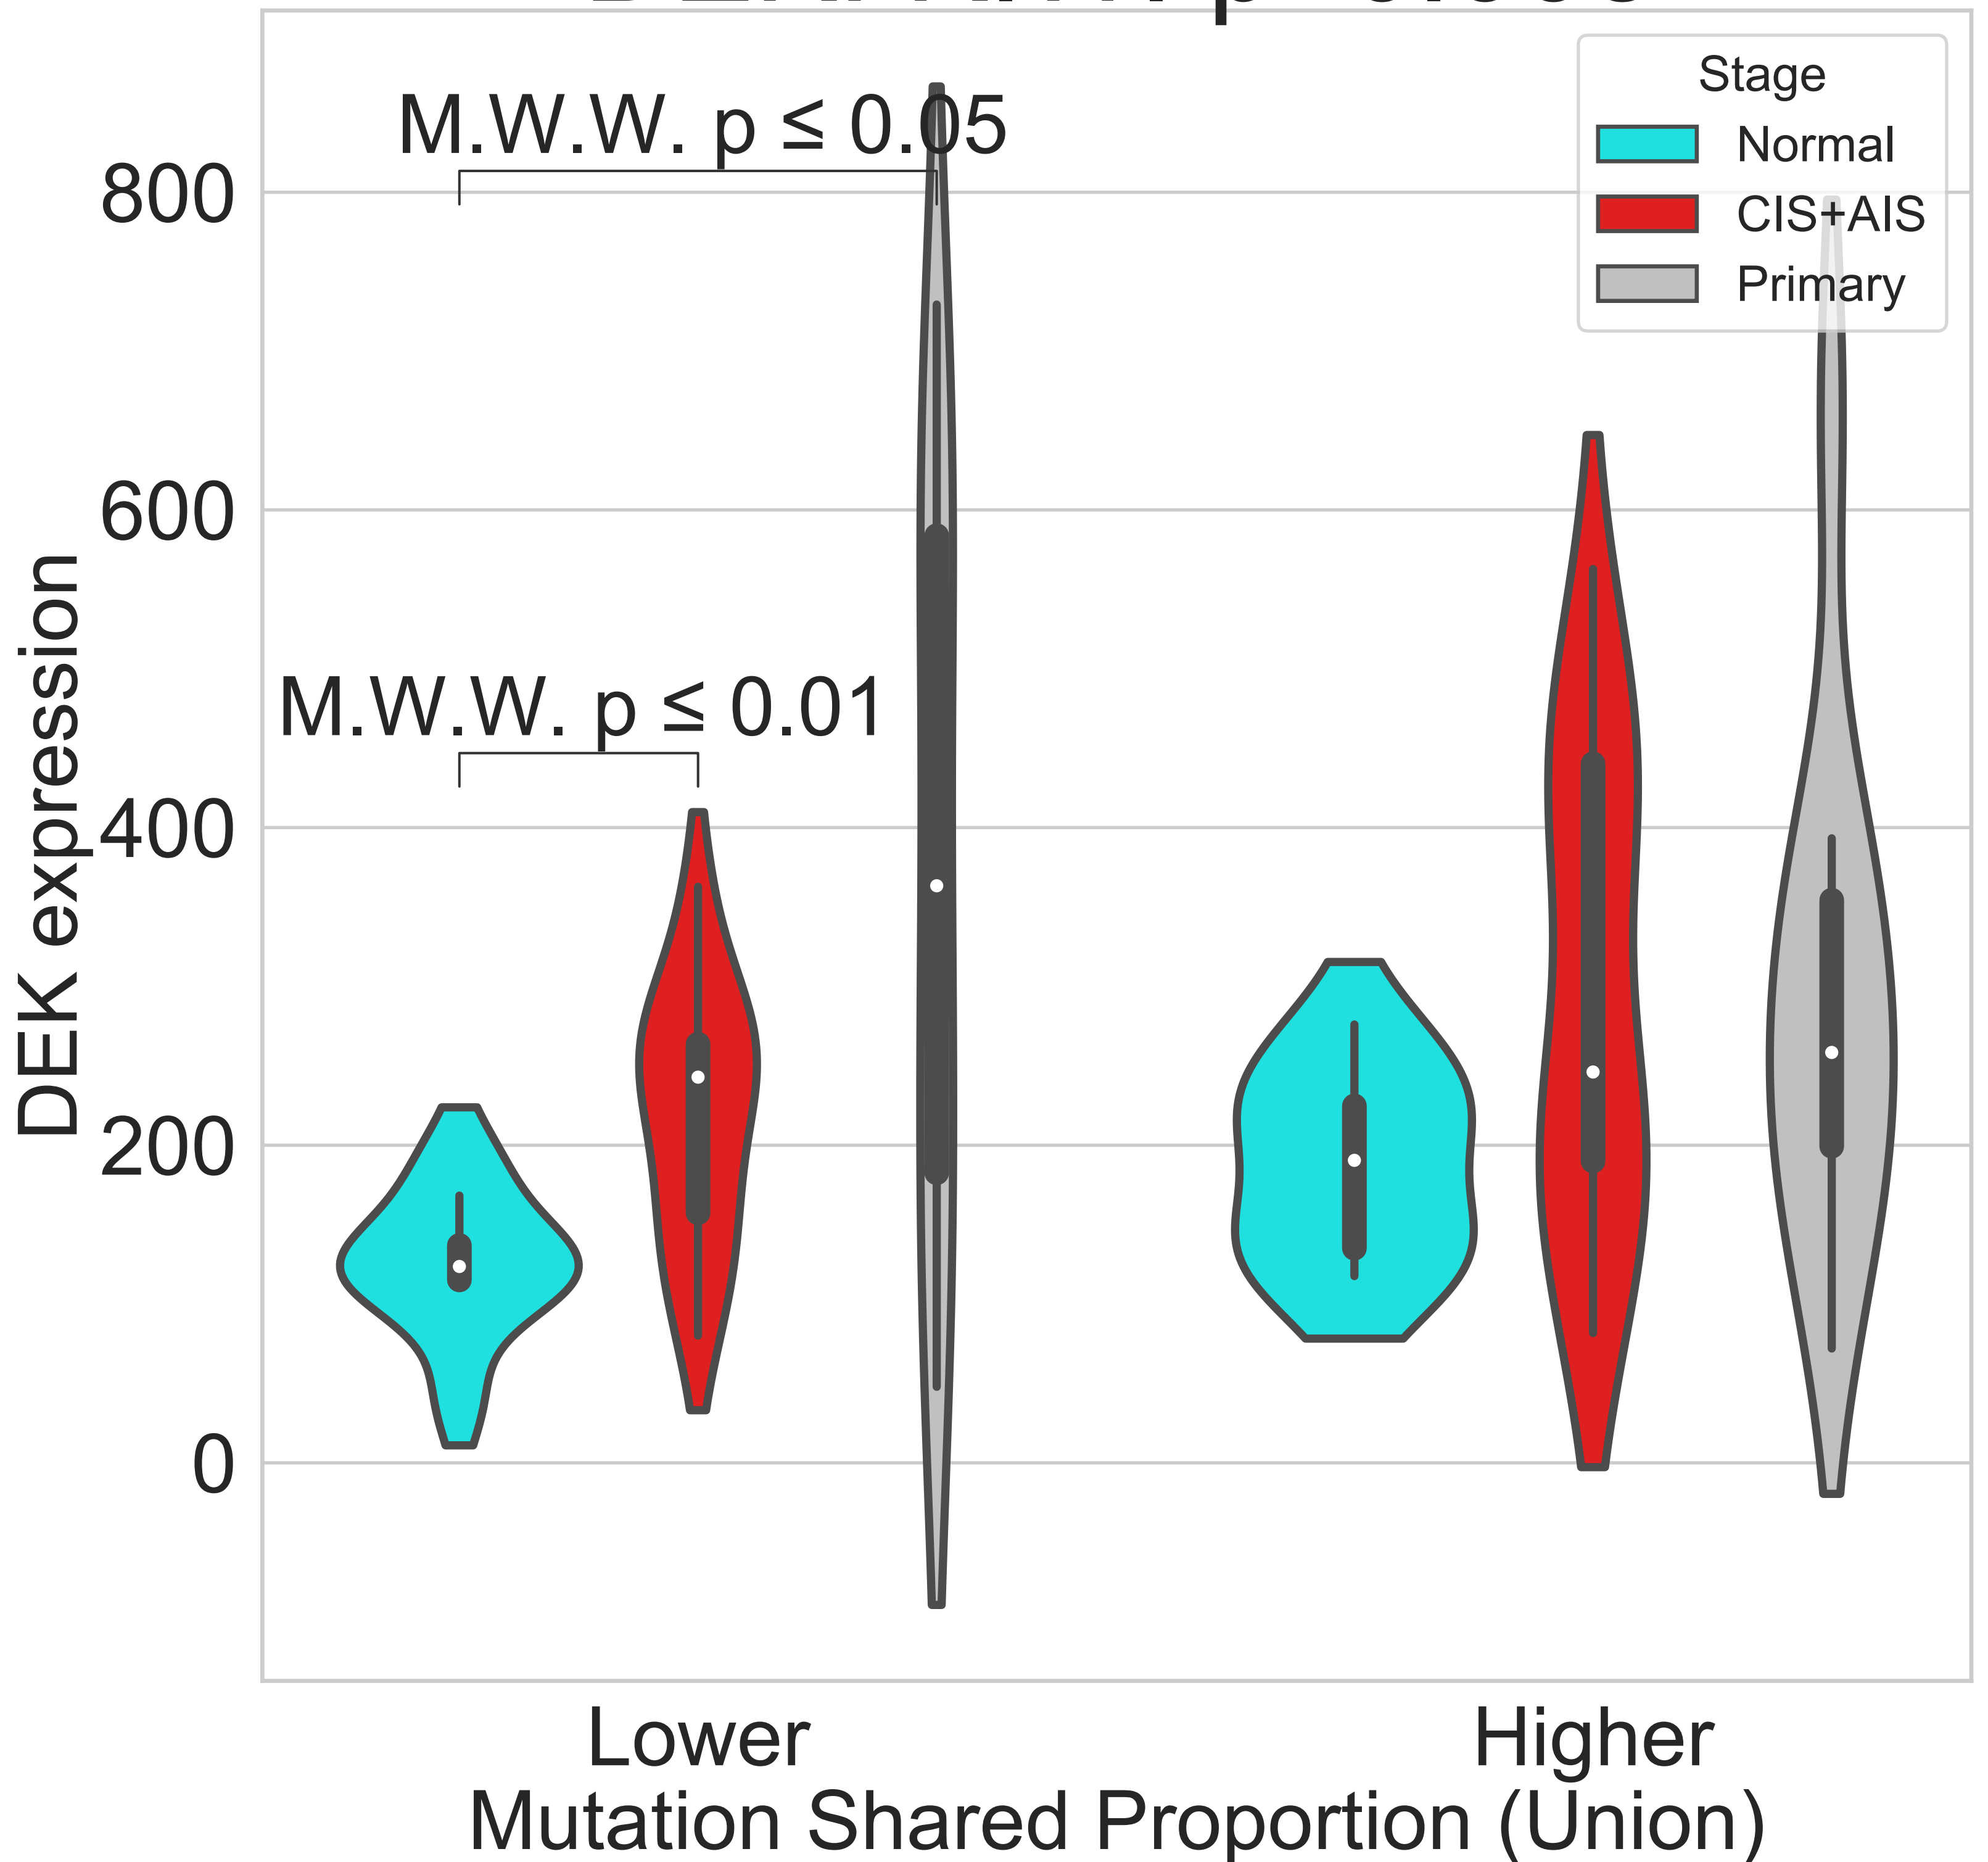 Stage
Normal
CIS+AIS
Primary
M.W.W. p ≤ 0.05
M.W.W. p ≤ 0.01
800
600
400
200
0
DEK expression
Lower
Higher
Mutation Shared Proportion (Union)